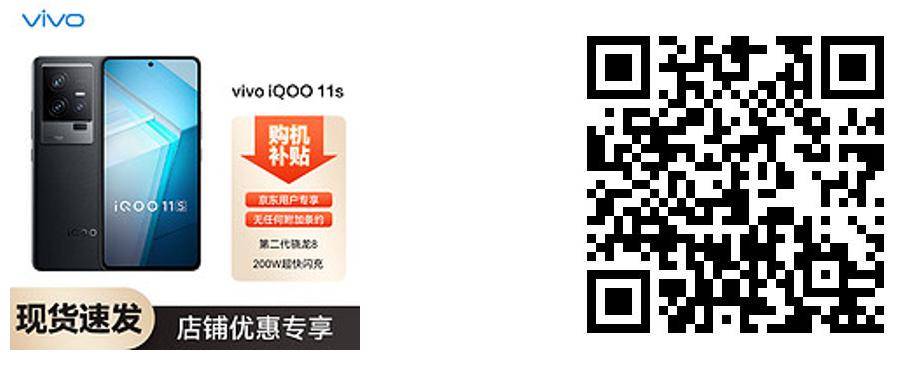 vivo
vivo iQOO 11s
购机
补贴
京东用户专享
无任何附加条约
iQOO 11S
第二代骁龙8
iQOO
200W超快闪充
现货速发
店铺优惠专享